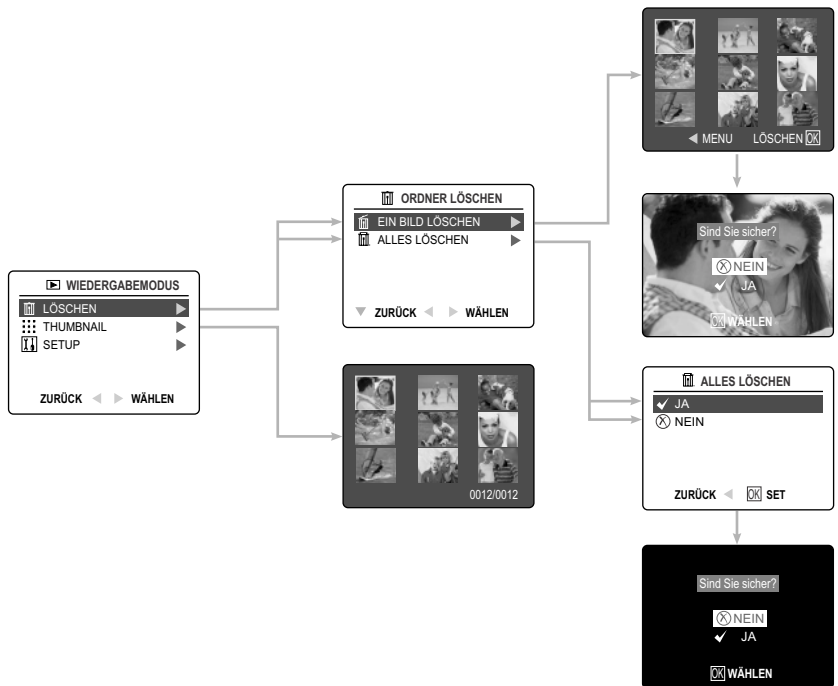 WIEDERGABEMODUS
LÖSCHEN
THUMBNAIL
SETUP
ZURÜCK WÄHLEN
ORDNER LÖSCHEN
EIN BILD LÖSCHEN
ALLES LÖSCHEN
ZURÜCK WÄHLEN
0012/0012
MENU LÖSCHEN OK
Sind Sie sicher?
NEIN
JA
OK WÄHLEN
ALLES LÖSCHEN
JA
NEIN
ZURÜCK OK SET
Sind Sie sicher?
NEIN
JA
OK WÄHLEN